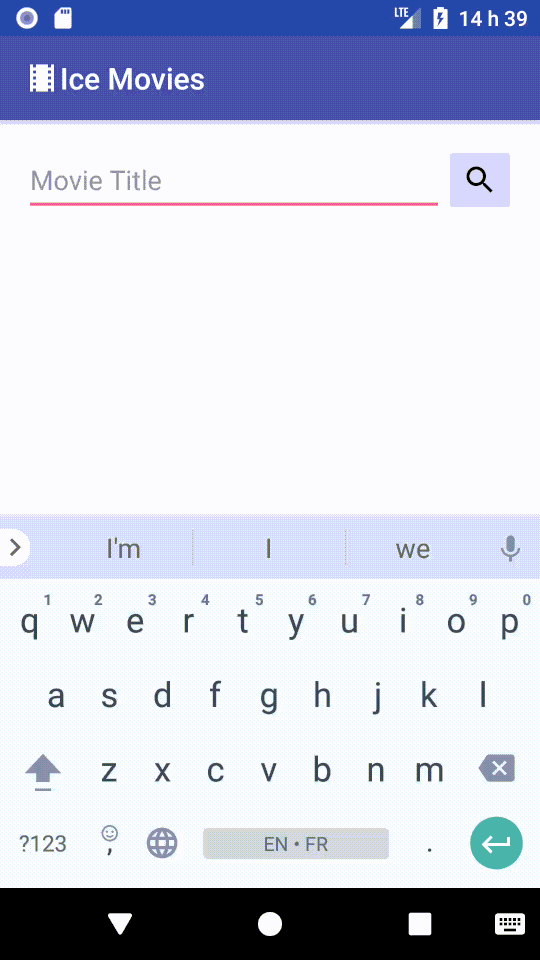 LTE 14 h 39
Ice Movies
Movie Title
I'm I we
1 2 3 4 5 6 7 8 9 0
q w e r t y u i o p
a s d f g h j k l
z x c v b n m
?123 , EN • FR .